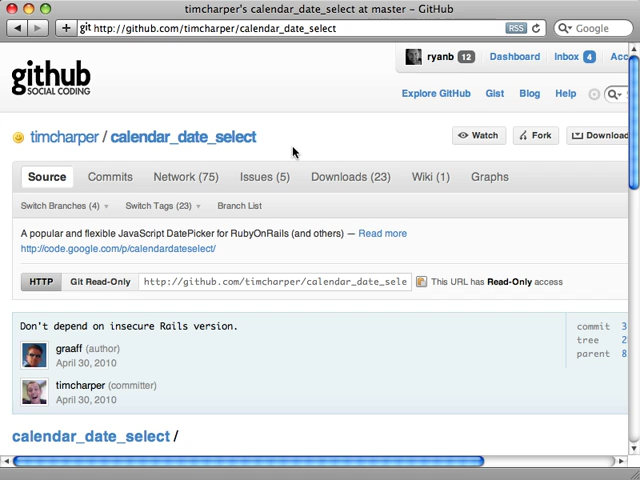 timcharper's calendar_date_select at master – GitHub
git http://github.com/timcharper/calendar_date_select
RSS
Google
ryanb 12 Dashboard Inbox 4 Acc
github
SOCIAL CODING
Explore GitHub Gist Blog Help
timcharper / calendar_date_select
Watch Fork Download
Source Commits Network (75) Issues (5) Downloads (23) Wiki (1) Graphs
Switch Branches (4) Switch Tags (23) Branch List
A popular and flexible JavaScript DatePicker for RubyOnRails (and others) — Read more
http://code.google.com/p/calendardateselect/
HTTP Git Read-Only http://github.com/timcharper/calendar_date_sele This URL has Read-Only access
Don't depend on insecure Rails version.
graaff (author)
April 30, 2010
timcharper (committer)
April 30, 2010
commit 3
tree 2
parent 8
calendar_date_select /